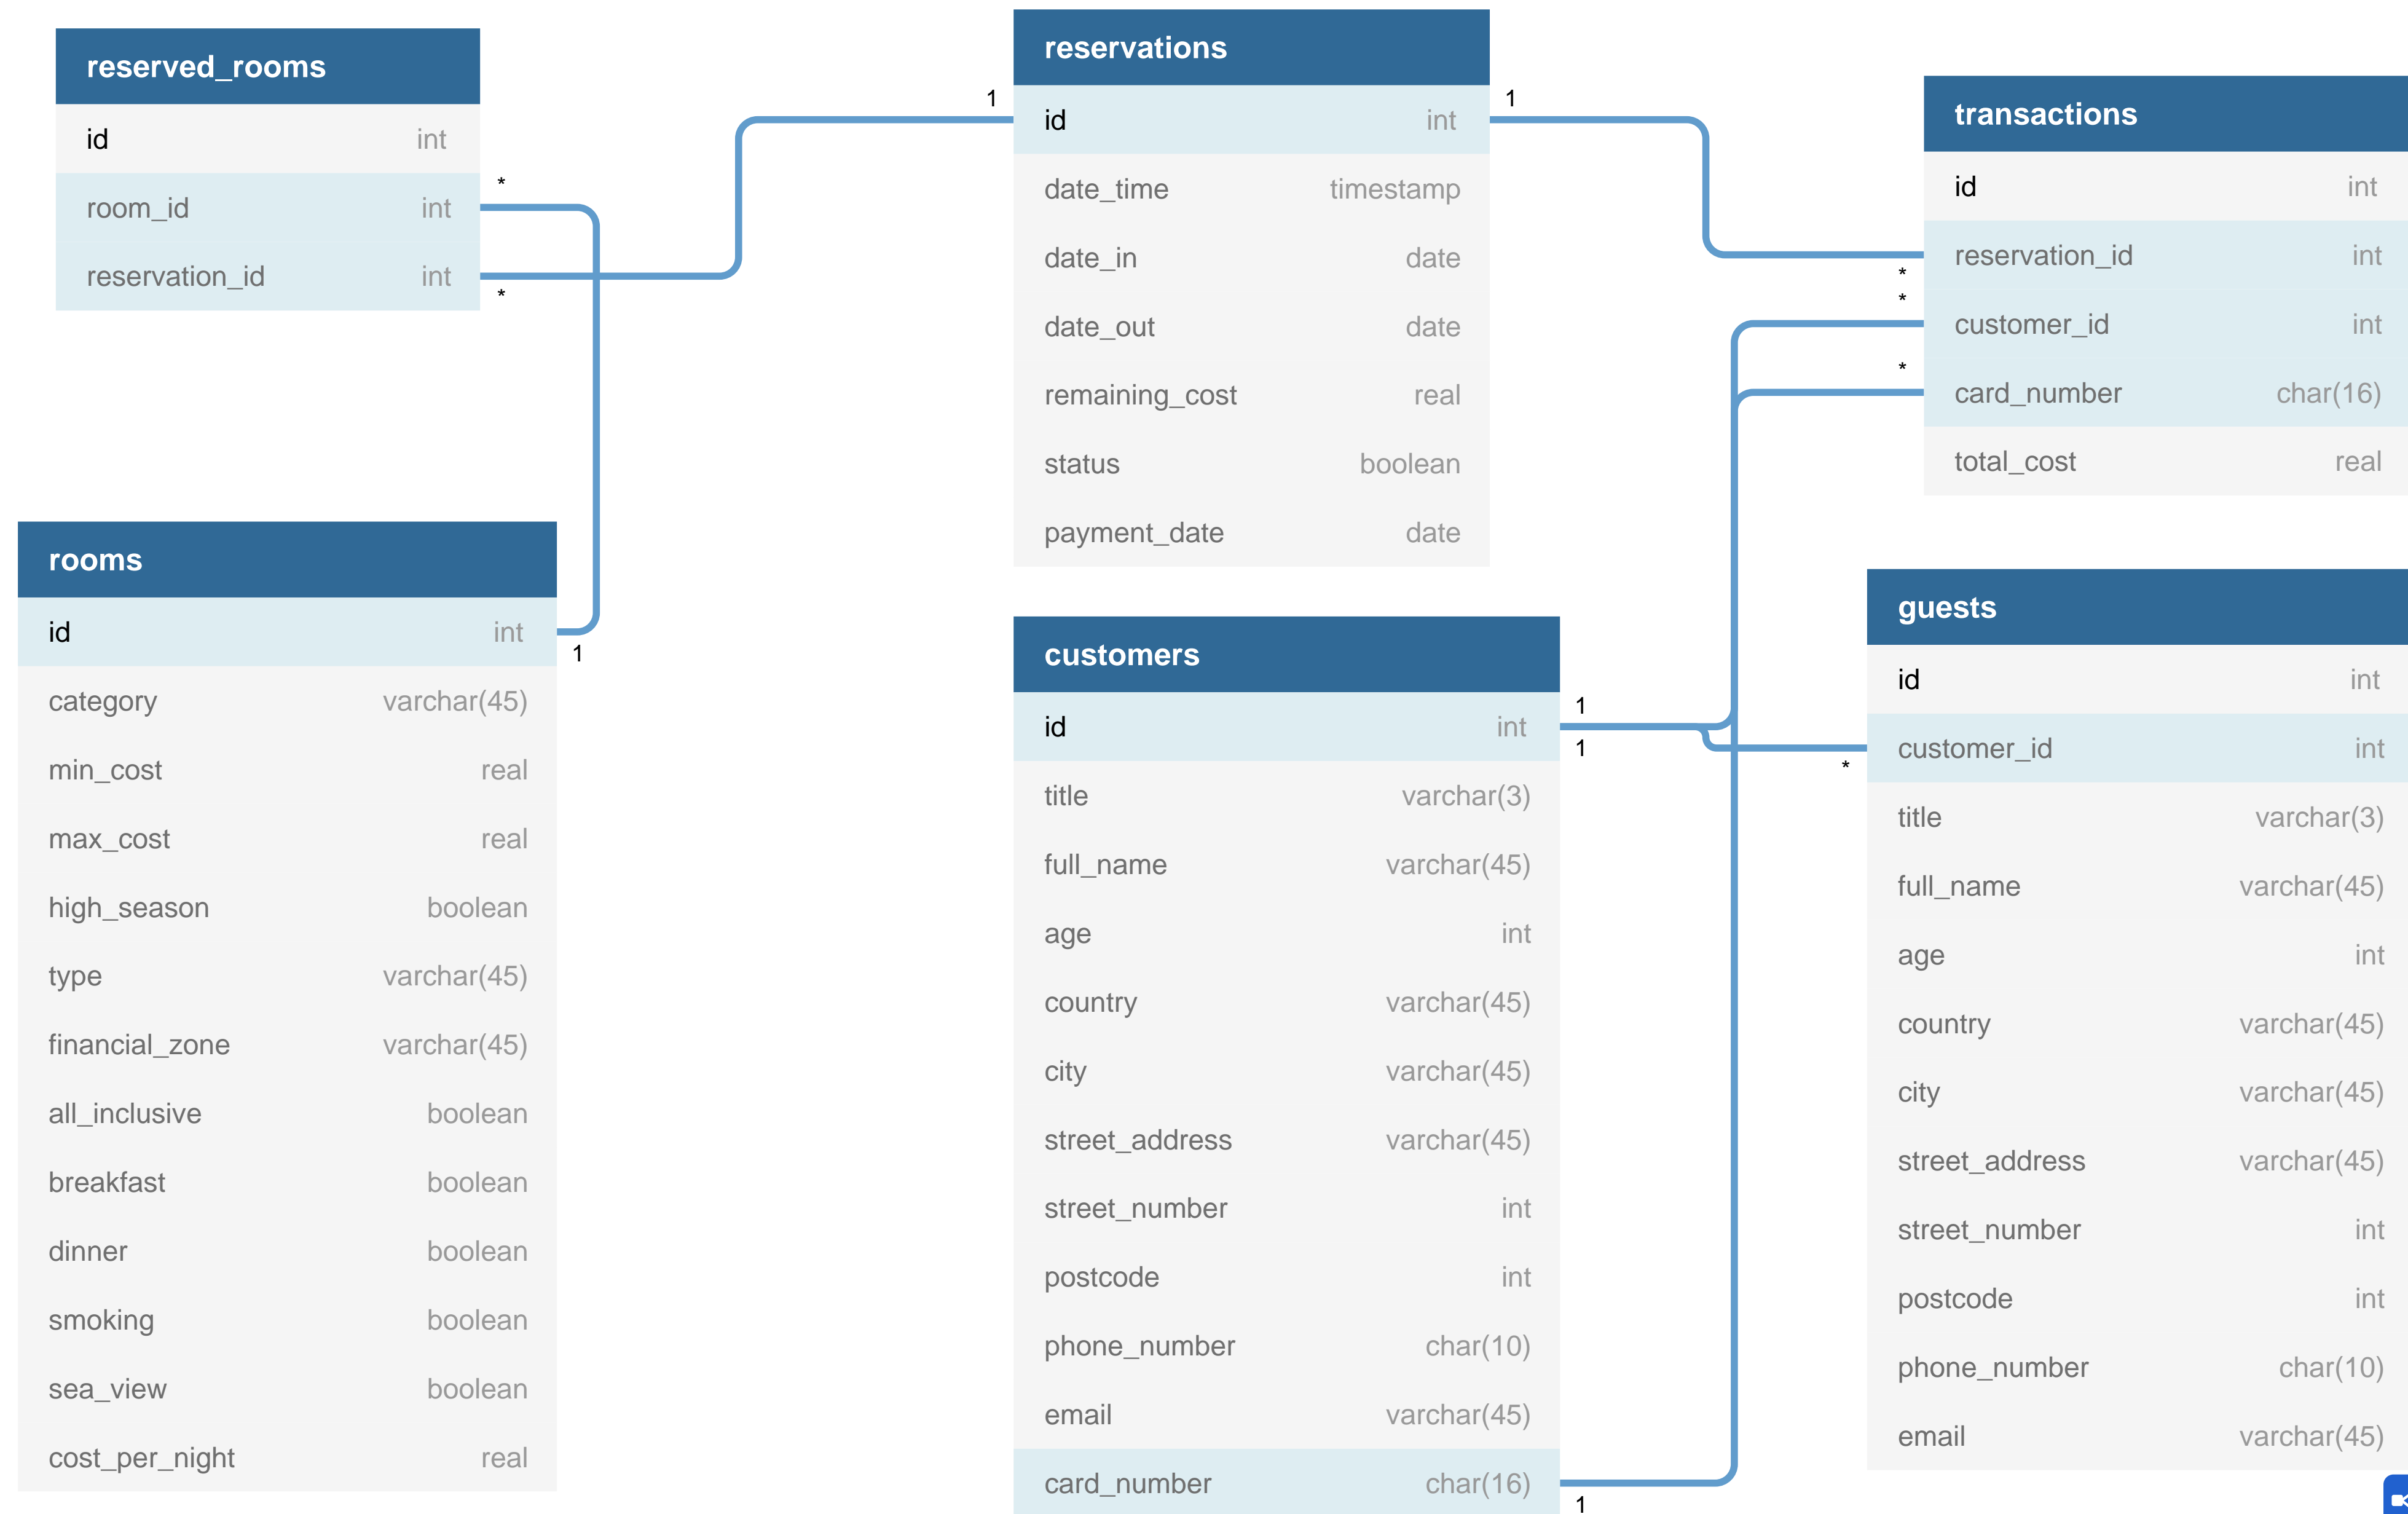 reserved_rooms
id int
*
room_id int
reservation_id int
*
rooms
id int
1
category varchar(45)
min_cost real
max_cost real
high_season boolean
type varchar(45)
financial_zone varchar(45)
all_inclusive boolean
breakfast boolean
dinner boolean
smoking boolean
sea_view boolean
cost_per_night real
reservations
1 1
id int
date_time timestamp
date_in date
date_out date
remaining_cost real
status boolean
payment_date date
customers
1
id int
1
title varchar(3)
full_name varchar(45)
age int
country varchar(45)
city varchar(45)
street_address varchar(45)
street_number int
postcode int
phone_number char(10)
email varchar(45)
card_number char(16)
1
transactions
id int
reservation_id int
*
*
customer_id int
*
card_number char(16)
total_cost real
guests
id int
customer_id int
*
title varchar(3)
full_name varchar(45)
age int
country varchar(45)
city varchar(45)
street_address varchar(45)
street_number int
postcode int
phone_number char(10)
email varchar(45)